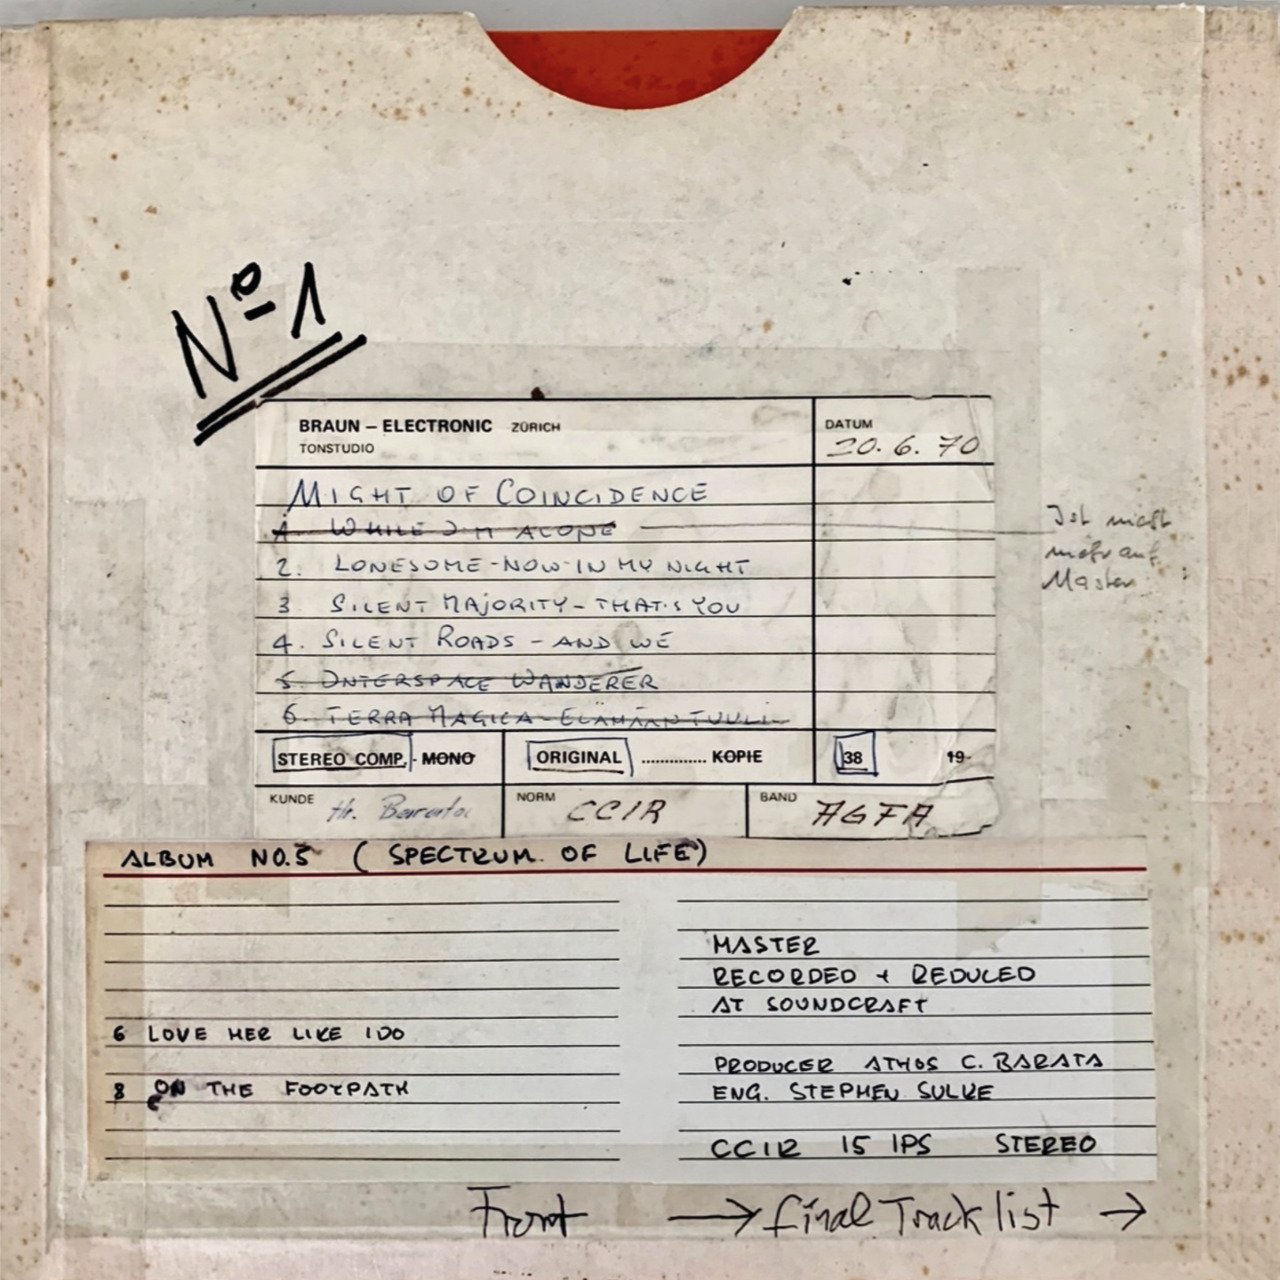 Nº 1
BRAUN – ELECTRONIC ZÜRICH
TONSTUDIO
DATUM
20. 6. 70
MIGHT OF COINCIDENCE
1. WHILE I'M ALONE
2. LONESOME-NOW-IN MY NIGHT
3 SILENT MAJORITY - THAT'S YOU
4. SILENT ROADS - AND WE
5. INTERSPACE WANDERER
6. TERRA MAGICA - ELÄMÄÄN TUULI
Ist nicht
mehr auf
Master
STEREO COMP. - MONO
ORIGINAL .............. KOPIE
38 19
KUNDE Hr. Barata
NORM CCIR
BAND AGFA
ALBUM NO.5 (SPECTRUM OF LIFE)
6 LOVE HER LIKE I DO
8 ON THE FOOTPATH
MASTER
RECORDED + REDUCED
AT SOUNDCRAFT
PRODUCER ATHOS C. BARATA
ENG. STEPHEN SULKE
CCIR 15 IPS STEREO
Front → final Track list →